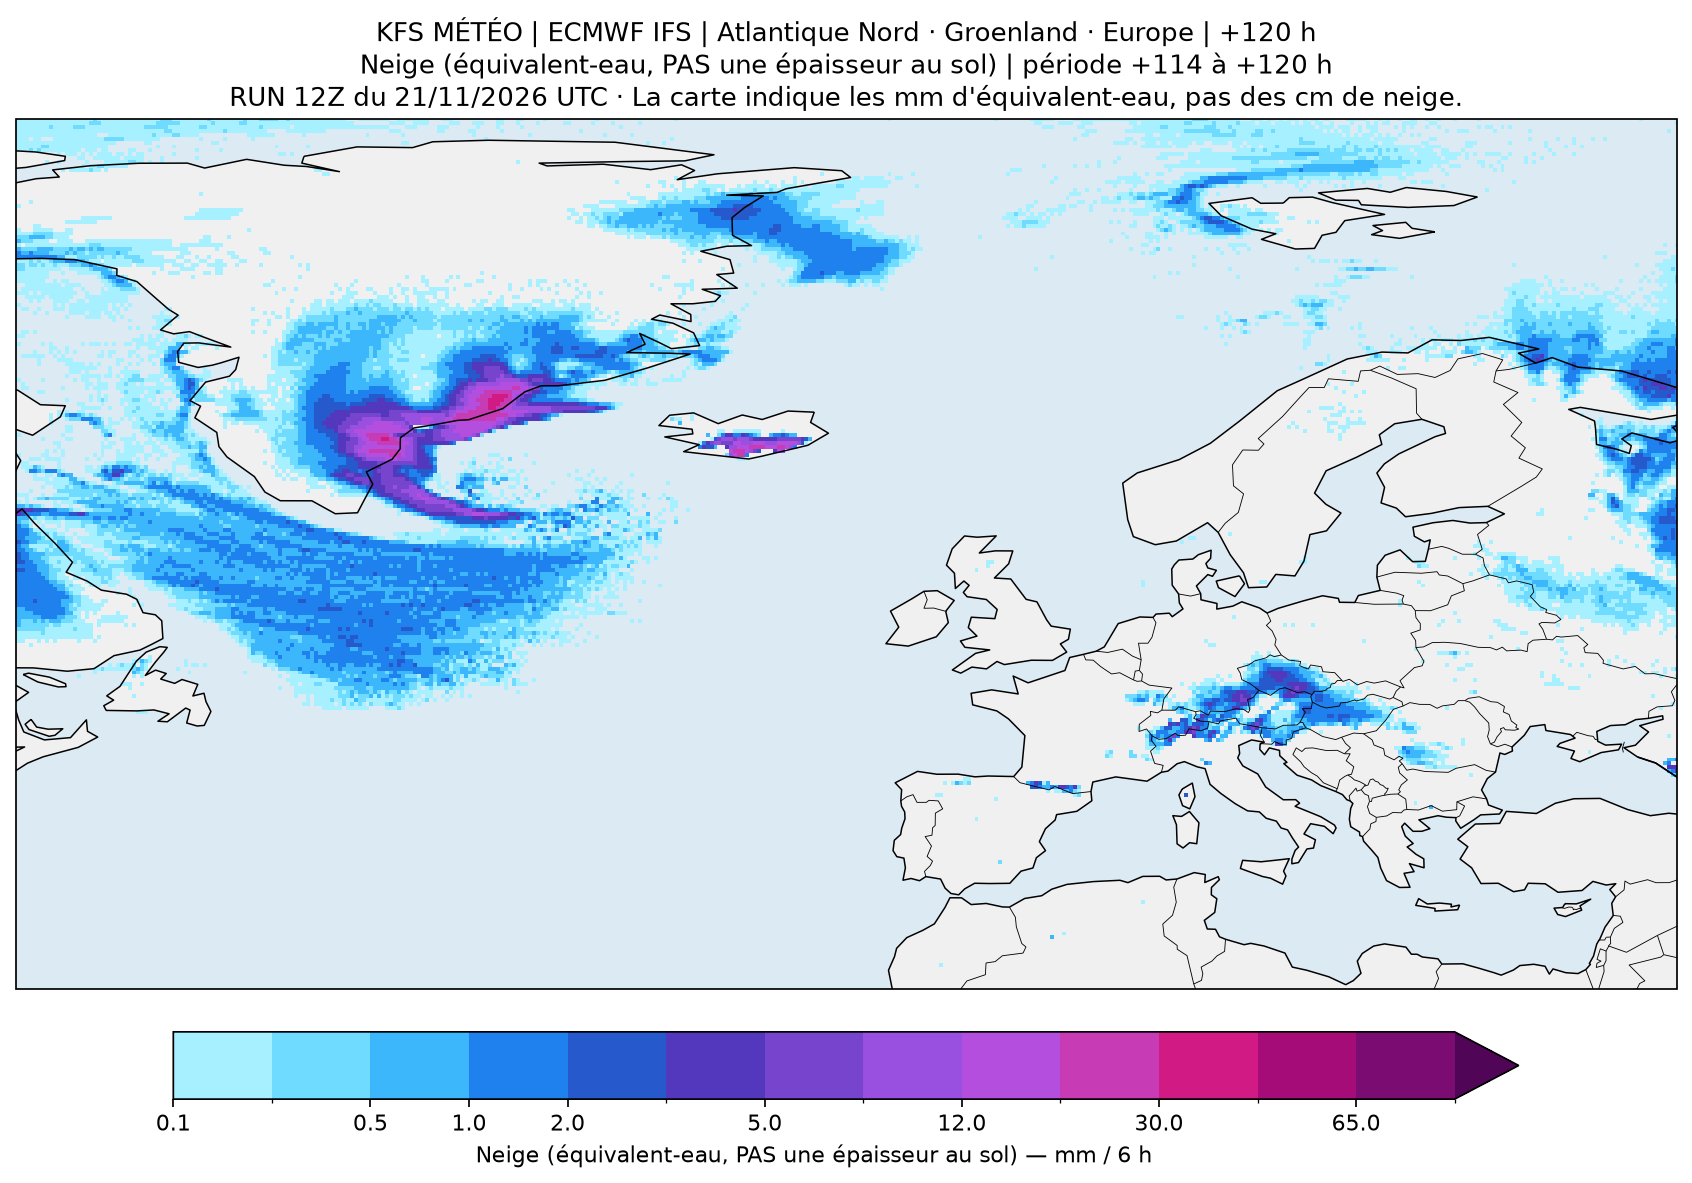 KFS MÉTÉO | ECMWF IFS | Atlantique Nord · Groenland · Europe | +120 h
Neige (équivalent-eau, PAS une épaisseur au sol) | période +114 à +120 h
RUN 12Z du 21/11/2026 UTC · La carte indique les mm d'équivalent-eau, pas des cm de neige.
0.1 0.5 1.0 2.0 5.0 12.0 30.0 65.0
Neige (équivalent-eau, PAS une épaisseur au sol) — mm / 6 h